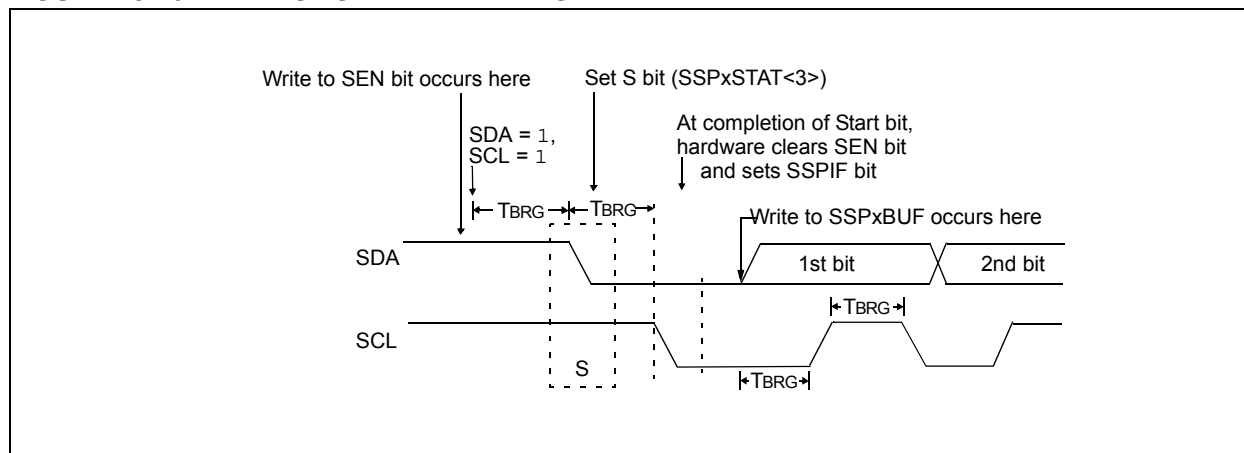 Write to SEN bit occurs here
Set S bit (SSPxSTAT<3>)
SDA = 1,
SCL = 1
At completion of Start bit,
hardware clears SEN bit
and sets SSPIF bit
TBRG
TBRG
Write to SSPxBUF occurs here
SDA
1st bit
2nd bit
TBRG
SCL
S
TBRG